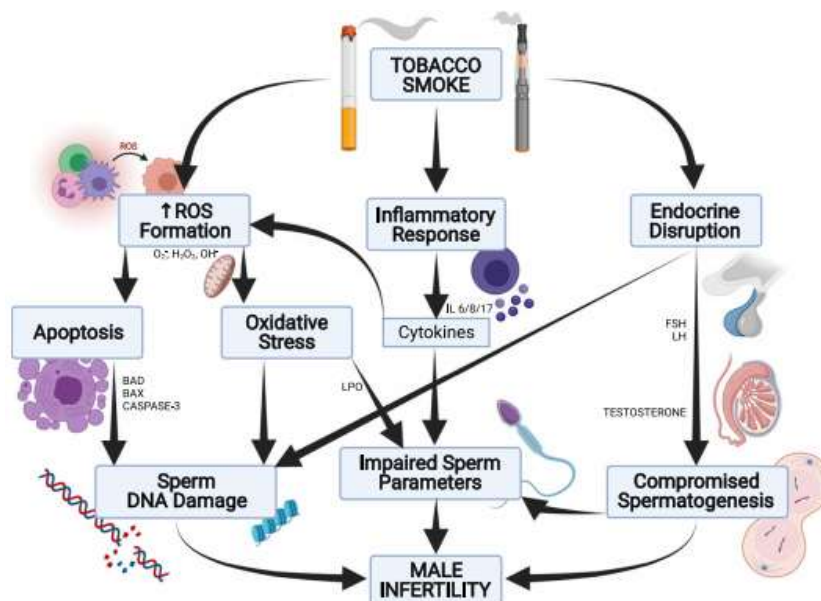 TOBACCO
SMOKE
ROS
↑ROS
Formation
Inflammatory
Response
Endocrine
Disruption
O₂⁻, H₂O₂, OH⁻
IL 6/8/17
Apoptosis
Oxidative
Stress
Cytokines
FSH
LH
BAD
BAX
CASPASE-3
LPO
TESTOSTERONE
Sperm
DNA Damage
Impaired Sperm
Parameters
Compromised
Spermatogenesis
MALE
INFERTILITY